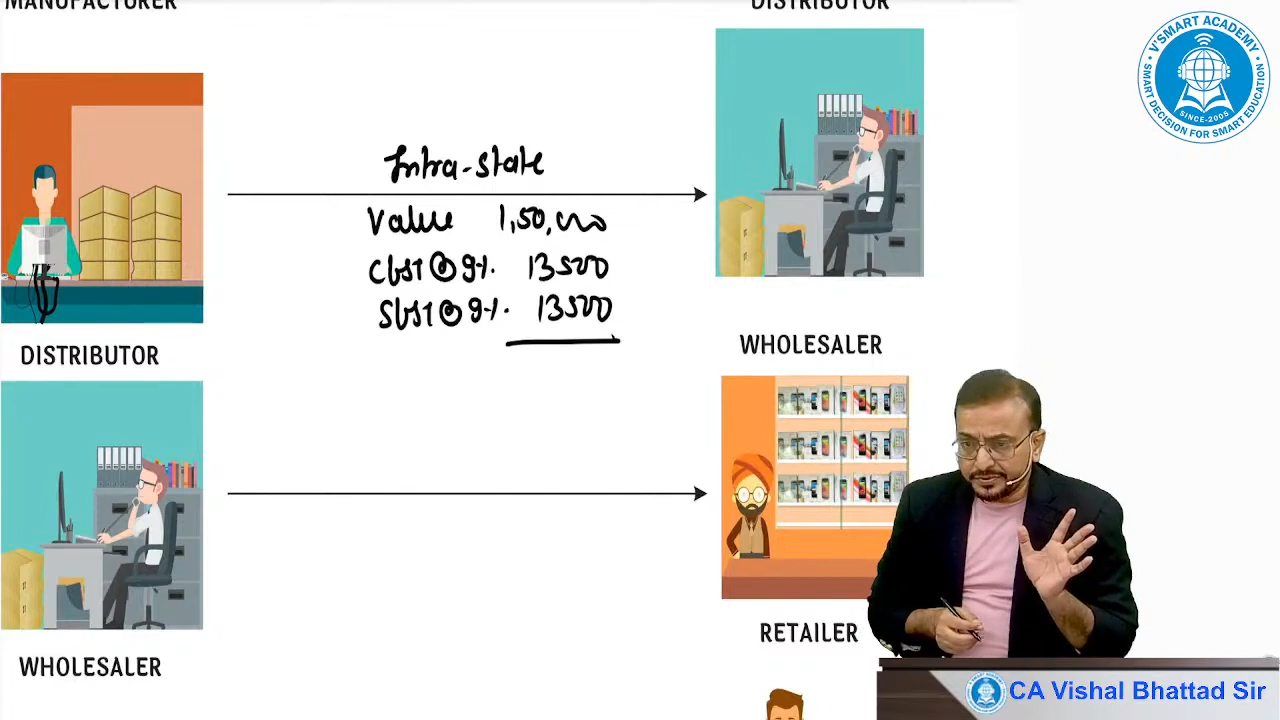 MANUFACTURER
DISTRIBUTOR
V'SMART ACADEMY
SMART DECISION FOR SMART EDUCATION
SINCE-2005
Intra-state
Value 1,50,000
CGST @ 9%. 13500
SGST @ 9%. 13500
DISTRIBUTOR
WHOLESALER
RETAILER
WHOLESALER
CA Vishal Bhattad Sir